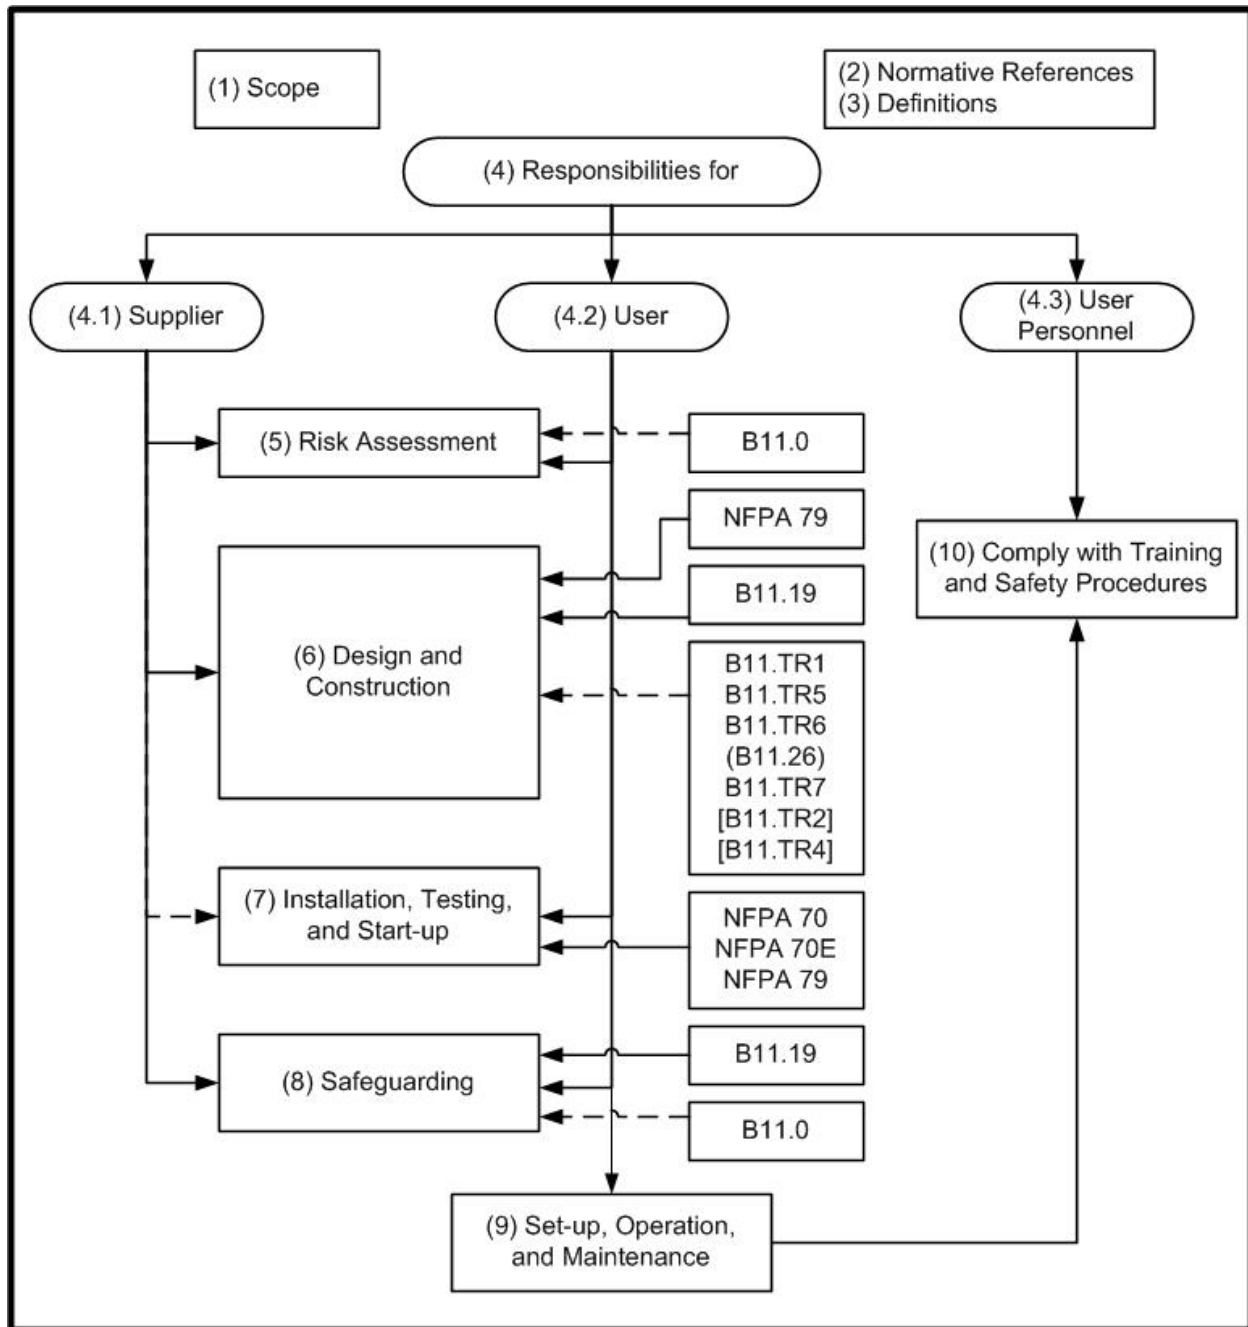 (1) Scope
(2) Normative References
(3) Definitions
(4) Responsibilities for
(4.1) Supplier
(4.2) User
(4.3) User
Personnel
(5) Risk Assessment
B11.0
NFPA 79
(10) Comply with Training
and Safety Procedures
B11.19
(6) Design and
Construction
B11.TR1
B11.TR5
B11.TR6
(B11.26)
B11.TR7
[B11.TR2]
[B11.TR4]
(7) Installation, Testing,
and Start-up
NFPA 70
NFPA 70E
NFPA 79
(8) Safeguarding
B11.19
B11.0
(9) Set-up, Operation,
and Maintenance